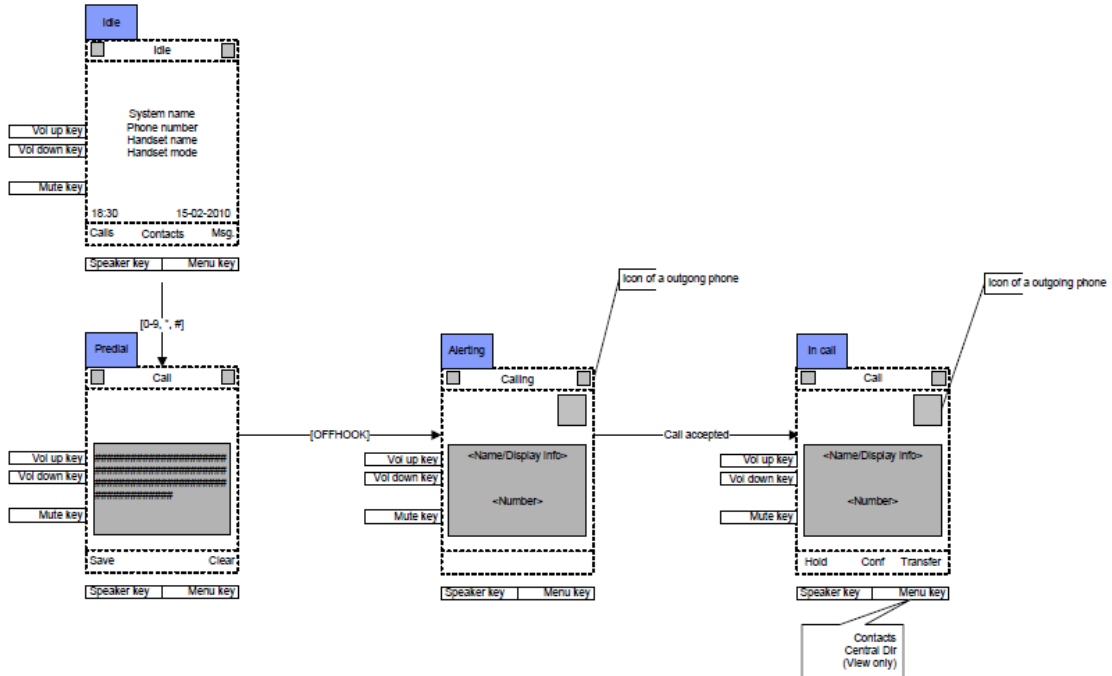 Idle
Idle
System name
Phone number
Handset name
Handset mode
Vol up key
Vol down key
Mute key
18:30 15-02-2010
Calls Contacts Msg.
Speaker key Menu key
[0-9, *, #]
Icon of a outgong phone
Icon of a outgoing phone
Predial
Call
Vol up key
Vol down key
Mute key
Save Clear
Speaker key Menu key
[OFFHOOK]
Alerting
Calling
<Name/Display Info>
<Number>
Vol up key
Vol down key
Mute key
Speaker key Menu key
Call accepted
In call
Call
<Name/Display Info>
<Number>
Vol up key
Vol down key
Mute key
Hold Conf Transfer
Speaker key Menu key
Contacts
Central Dir
(View only)